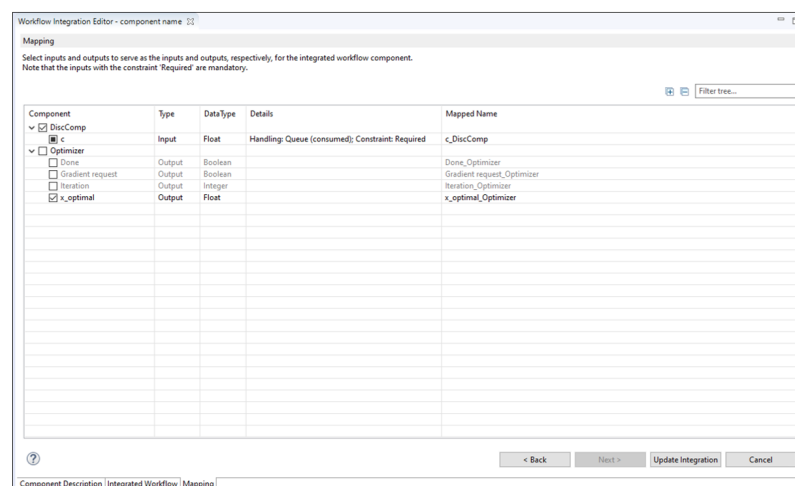 Workflow Integration Editor - component name
Mapping
Select inputs and outputs to serve as the inputs and outputs, respectively, for the integrated workflow component.
Note that the inputs with the constraint 'Required' are mandatory.
Filter tree...
Component Type DataType Details Mapped Name
DiscComp
c Input Float Handling: Queue (consumed); Constraint: Required c_DiscComp
Optimizer
Done Output Boolean Done_Optimizer
Gradient request Output Boolean Gradient request_Optimizer
Iteration Output Integer Iteration_Optimizer
x_optimal Output Float x_optimal_Optimizer
? < Back Next > Update Integration Cancel
Component Description Integrated Workflow Mapping